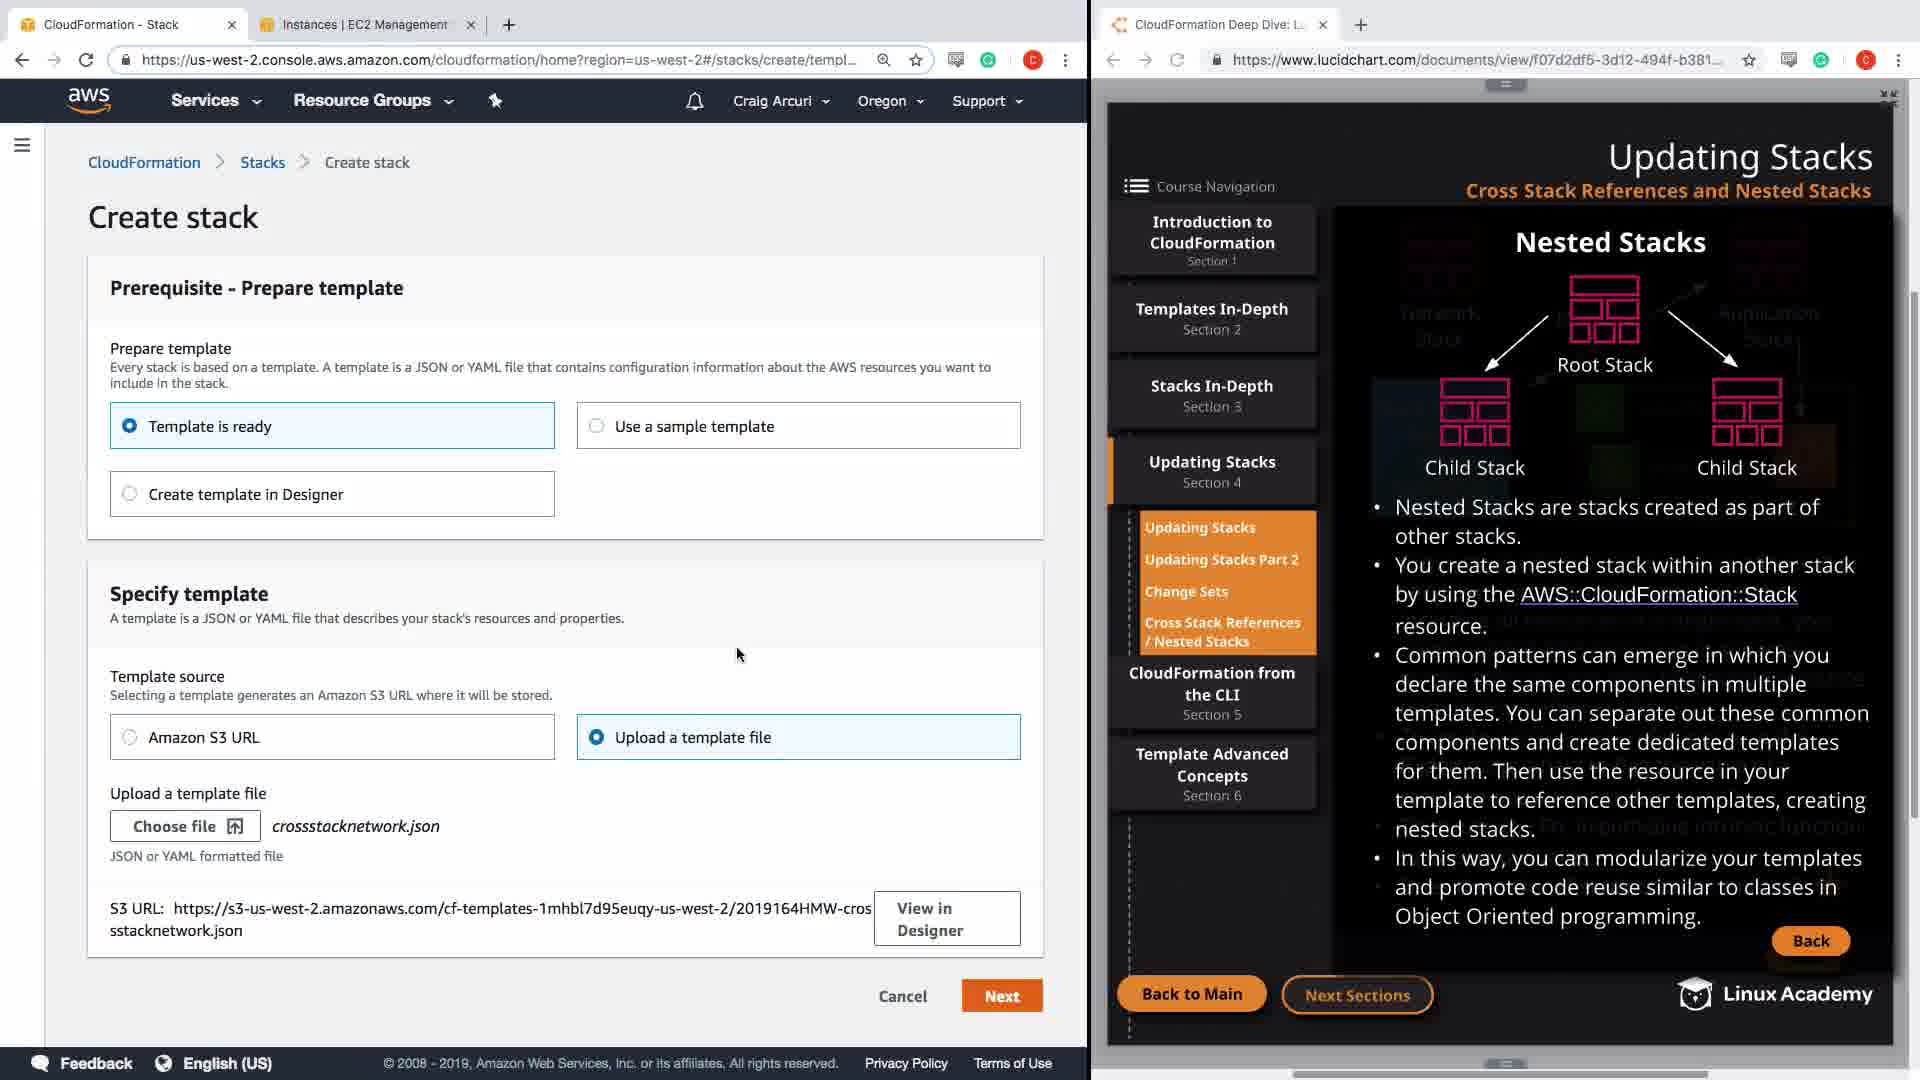 CloudFormation - Stack
Instances | EC2 Management
https://us-west-2.console.aws.amazon.com/cloudformation/home?region=us-west-2#/stacks/create/templ...
C
aws
Services
Resource Groups
Craig Arcuri
Oregon
Support
CloudFormation
Stacks
Create stack
Create stack
Prerequisite - Prepare template
Prepare template
Every stack is based on a template. A template is a JSON or YAML file that contains configuration information about the AWS resources you want to
include in the stack.
Template is ready
Use a sample template
Create template in Designer
Specify template
A template is a JSON or YAML file that describes your stack's resources and properties.
Template source
Selecting a template generates an Amazon S3 URL where it will be stored.
Amazon S3 URL
Upload a template file
Upload a template file
Choose file
crossstacknetwork.json
JSON or YAML formatted file
S3 URL: https://s3-us-west-2.amazonaws.com/cf-templates-1mhbl7d95euqy-us-west-2/2019164HMW-cros
sstacknetwork.json
View in
Designer
Cancel
Next
Feedback
English (US)
© 2008 - 2019, Amazon Web Services, Inc. or its affiliates. All rights reserved.
Privacy Policy
Terms of Use
CloudFormation Deep Dive: L
https://www.lucidchart.com/documents/view/f07d2df5-3d12-494f-b381...
C
Updating Stacks
Cross Stack References and Nested Stacks
Course Navigation
Introduction to
CloudFormation
Section 1
Templates In-Depth
Section 2
Stacks In-Depth
Section 3
Updating Stacks
Section 4
Updating Stacks
Updating Stacks Part 2
Change Sets
Cross Stack References
/ Nested Stacks
CloudFormation from
the CLI
Section 5
Template Advanced
Concepts
Section 6
Nested Stacks
Network
Stack
Application
Stack
Root Stack
Child Stack
Child Stack
• Nested Stacks are stacks created as part of
other stacks.
• You create a nested stack within another stack
by using the AWS::CloudFormation::Stack
resource.
• Common patterns can emerge in which you
declare the same components in multiple
templates. You can separate out these common
components and create dedicated templates
for them. Then use the resource in your
template to reference other templates, creating
nested stacks.
• In this way, you can modularize your templates
and promote code reuse similar to classes in
Object Oriented programming.
Back
Back to Main
Next Sections
Linux Academy